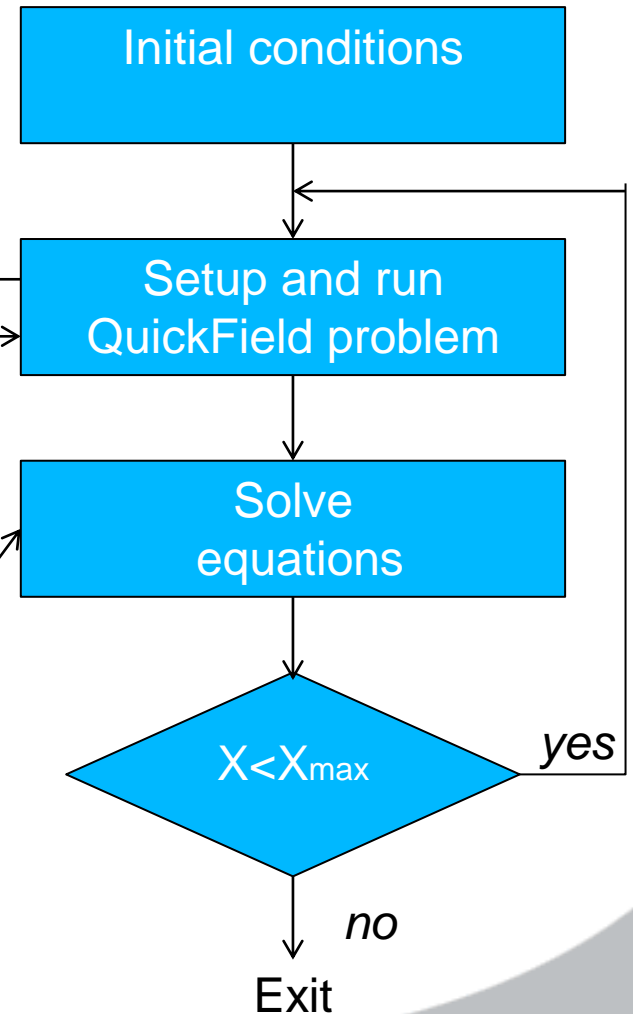 Initial conditions
Setup and run
QuickField problem
Solve
equations
X<Xmax
yes
no
Exit